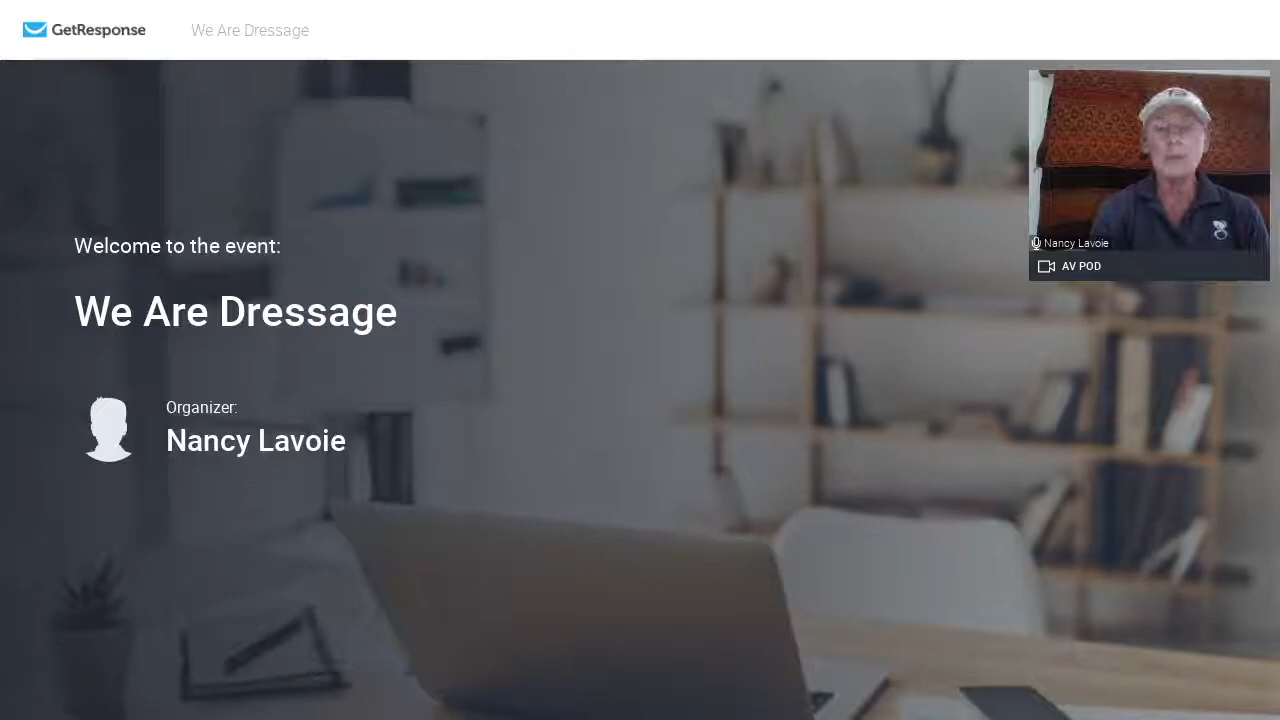 GetResponse
We Are Dressage
Welcome to the event:
We Are Dressage
Organizer:
Nancy Lavoie
Nancy Lavoie
AV POD